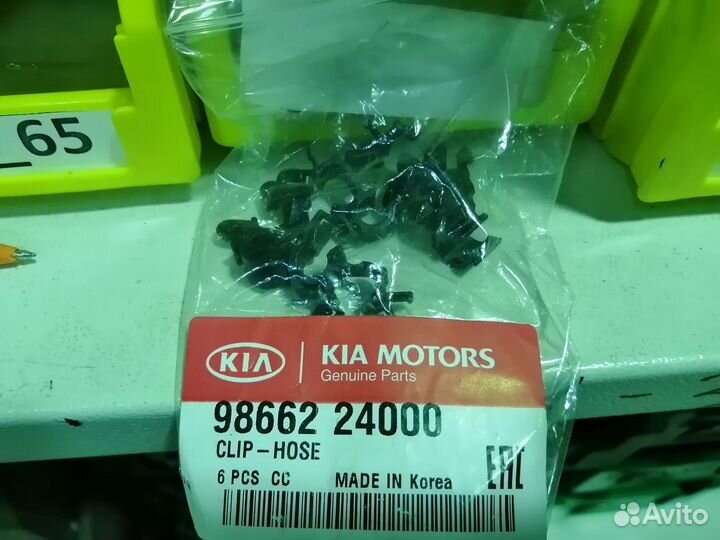 _65
KIA
KIA MOTORS
Genuine Parts
98662 24000
CLIP-HOSE
6 PCS CC MADE IN Korea
EAC
Avito